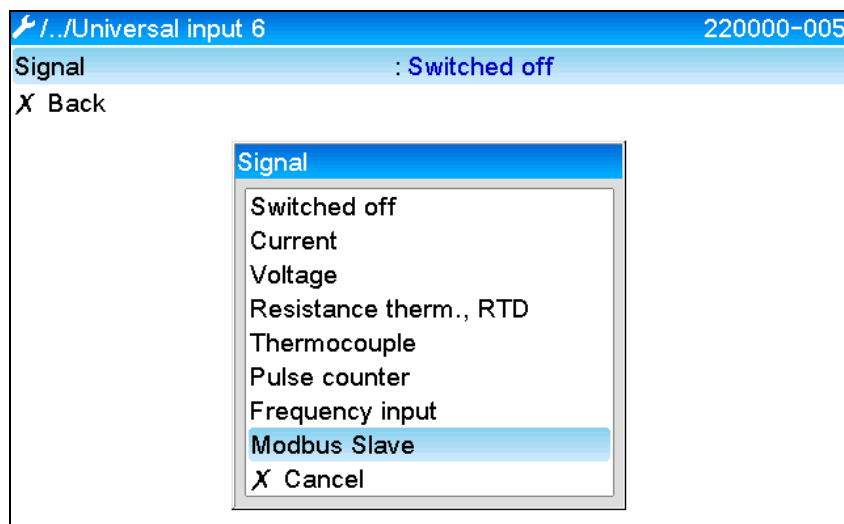 /../Universal input 6 220000-005
Signal : Switched off
X Back
Signal
Switched off
Current
Voltage
Resistance therm., RTD
Thermocouple
Pulse counter
Frequency input
Modbus Slave
X Cancel